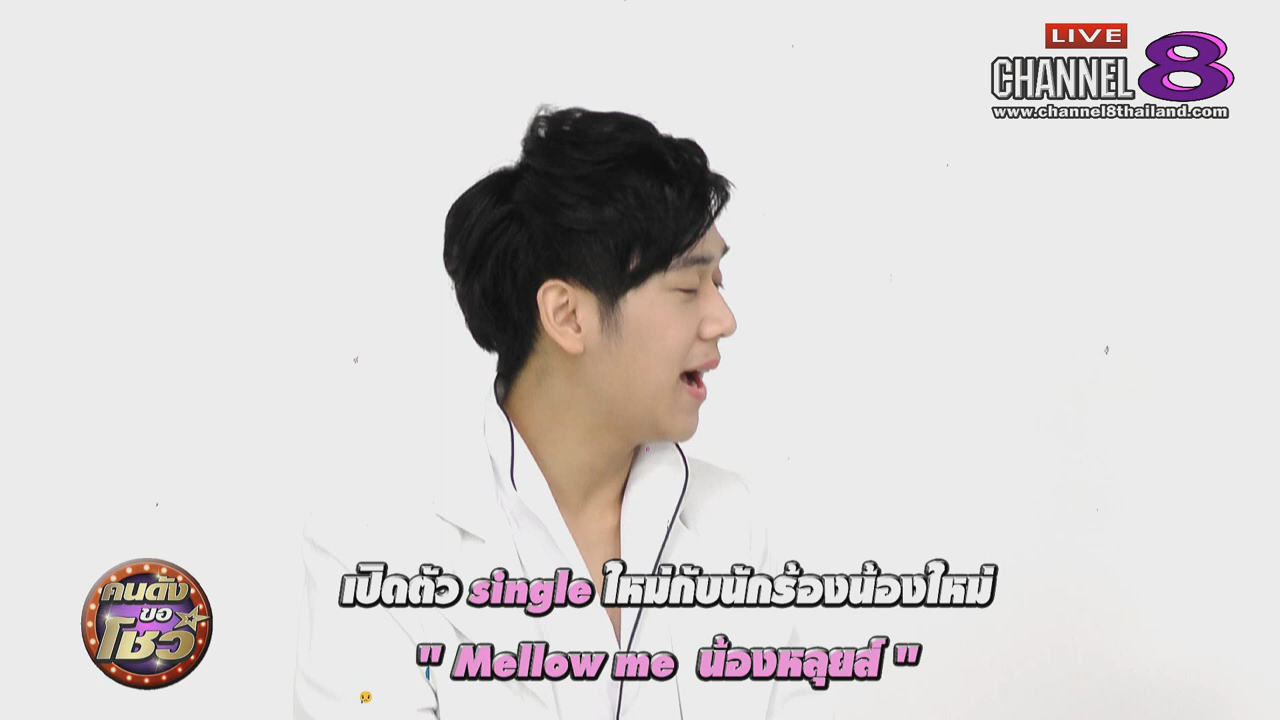 LIVE
CHANNEL 8
www.channel8thailand.com
คนดัง
ขอ
โชว์
เปิดตัว single ใหม่กับนักร้องน้องใหม่
" Mellow me น้องหลุยส์ "